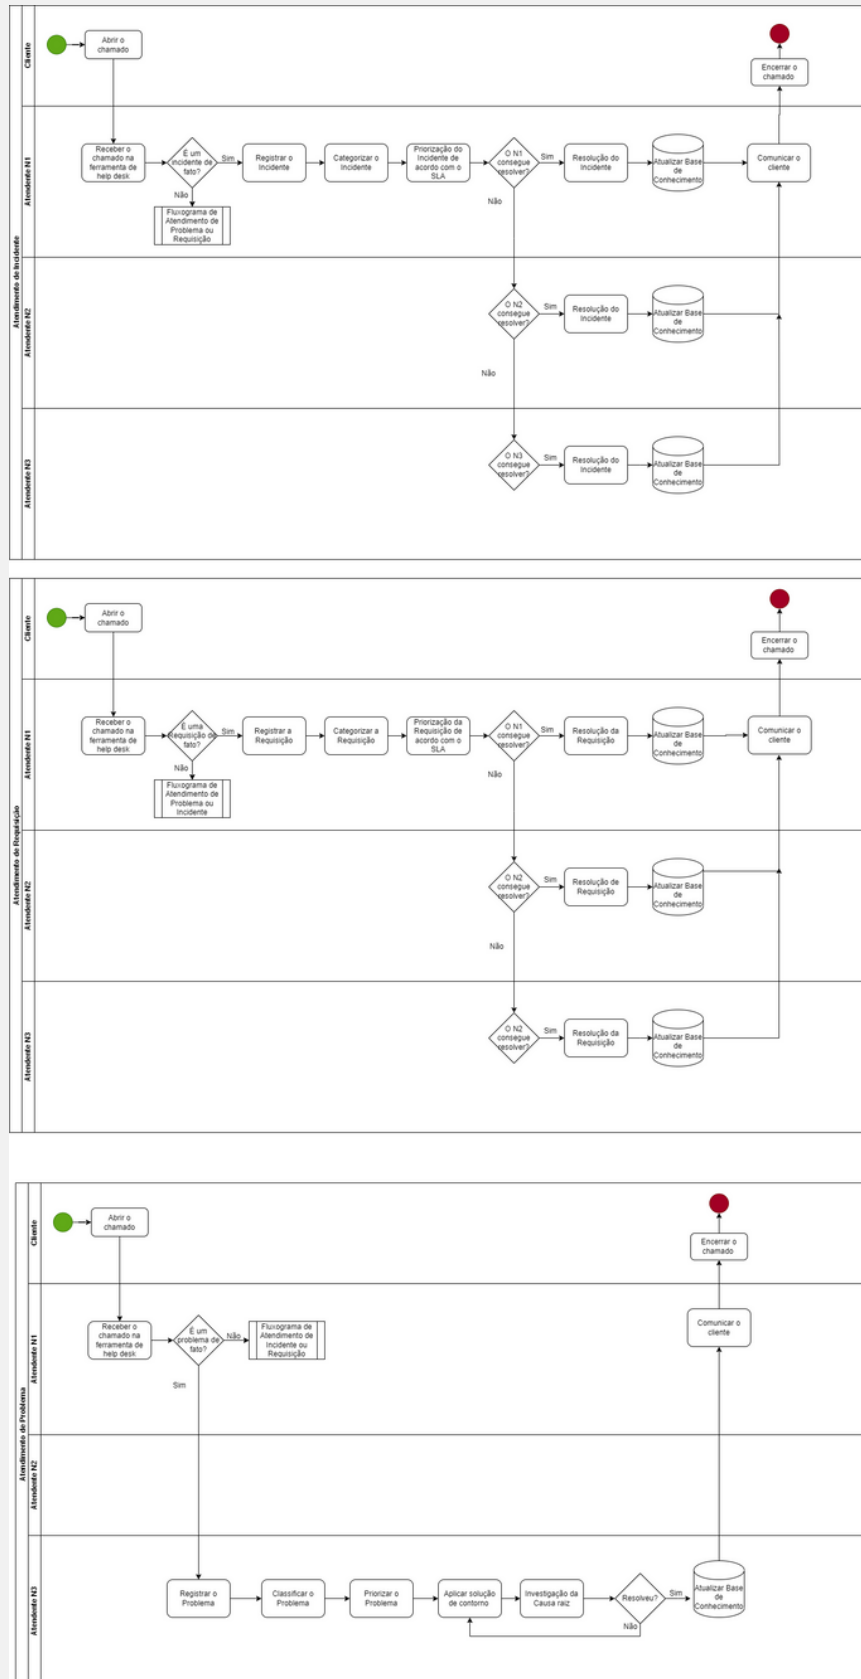 Atendimento de Incidente
Cliente
Abrir o
chamado
Encerrar o
chamado
Atendente N1
Receber o
chamado na
ferramenta de
help desk
É um
incidente de
fato?
Sim
Não
Fluxograma de
Atendimento de
Problema ou
Requisição
Registrar o
Incidente
Categorizar o
Incidente
Priorização do
Incidente de
acordo com o
SLA
O N1
consegue
resolver?
Sim
Não
Resolução do
Incidente
Atualizar Base
de
Conhecimento
Comunicar o
cliente
Atendente N2
O N2
consegue
resolver?
Sim
Não
Resolução do
Incidente
Atualizar Base
de
Conhecimento
Atendente N3
O N3
consegue
resolver?
Sim
Resolução do
Incidente
Atualizar Base
de
Conhecimento
Atendimento de Requisição
Cliente
Abrir o
chamado
Encerrar o
chamado
Atendente N1
Receber o
chamado na
ferramenta de
help desk
É uma
Requisição de
fato?
Sim
Não
Fluxograma de
Atendimento de
Problema ou
Incidente
Registrar a
Requisição
Categorizar a
Requisição
Priorização da
Requisição de
acordo com o
SLA
O N1
consegue
resolver?
Sim
Não
Resolução da
Requisição
Atualizar Base
de
Conhecimento
Comunicar o
cliente
Atendente N2
O N2
consegue
resolver?
Sim
Não
Resolução de
Requisição
Atualizar Base
de
Conhecimento
Atendente N3
O N2
consegue
resolver?
Sim
Resolução da
Requisição
Atualizar Base
de
Conhecimento
Atendimento de Problema
Cliente
Abrir o
chamado
Encerrar o
chamado
Atendente N1
Receber o
chamado na
ferramenta de
help desk
É um
problema de
fato?
Não
Sim
Fluxograma de
Atendimento de
Incidente ou
Requisição
Comunicar o
cliente
Atendente N2
Atendente N3
Registrar o
Problema
Classificar o
Problema
Priorizar o
Problema
Aplicar solução
de contorno
Investigação da
Causa raiz
Resolveu?
Sim
Não
Atualizar Base
de
Conhecimento